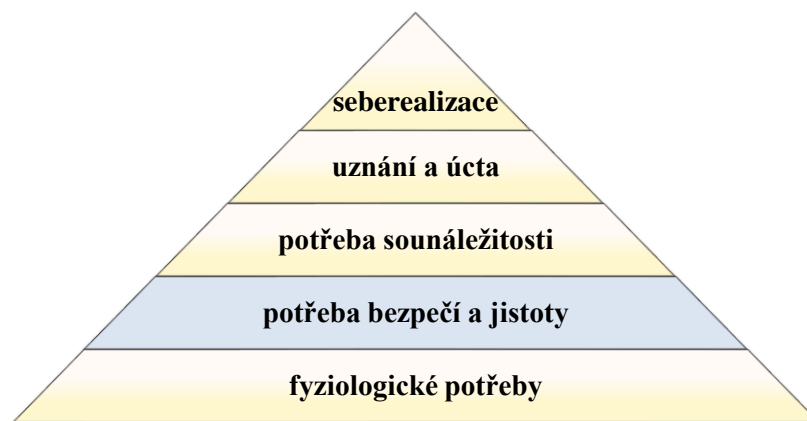 seberealizace
uznání a úcta
potřeba sounáležitosti
potřeba bezpečí a jistoty
fyziologické potřeby